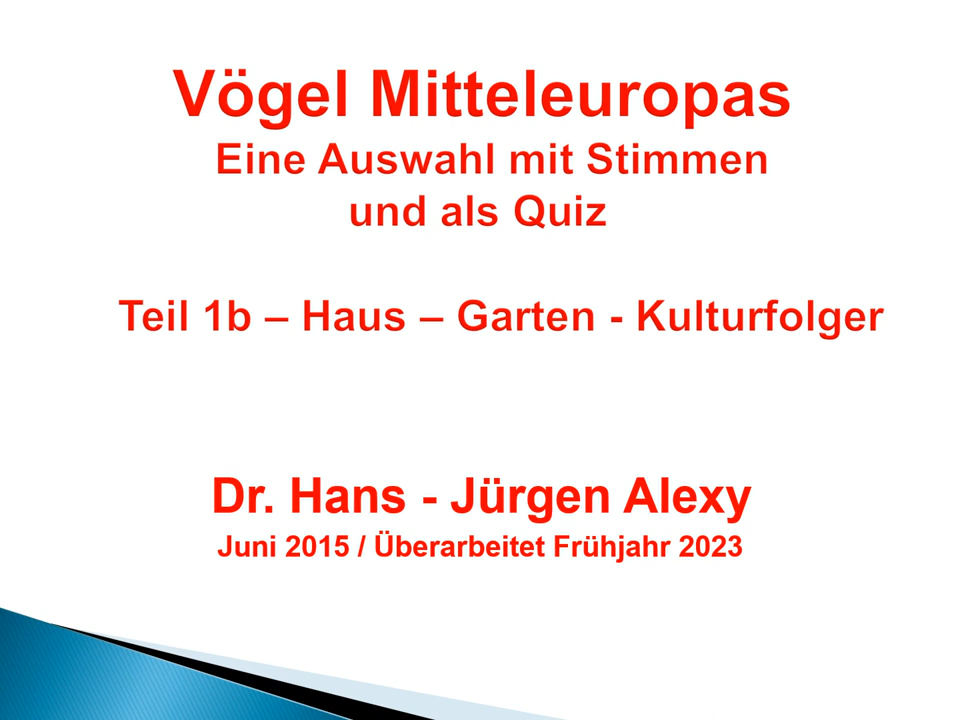 Vögel Mitteleuropas
Eine Auswahl mit Stimmen
und als Quiz
Teil 1b – Haus – Garten - Kulturfolger
Dr. Hans - Jürgen Alexy
Juni 2015 / Überarbeitet Frühjahr 2023